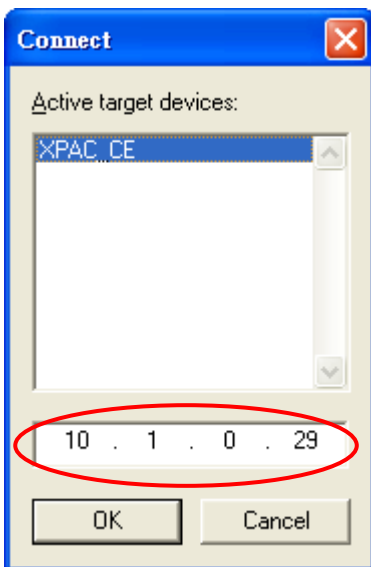 Connect
Active target devices:
XPAC_CE
10 . 1 . 0 . 29
OK Cancel